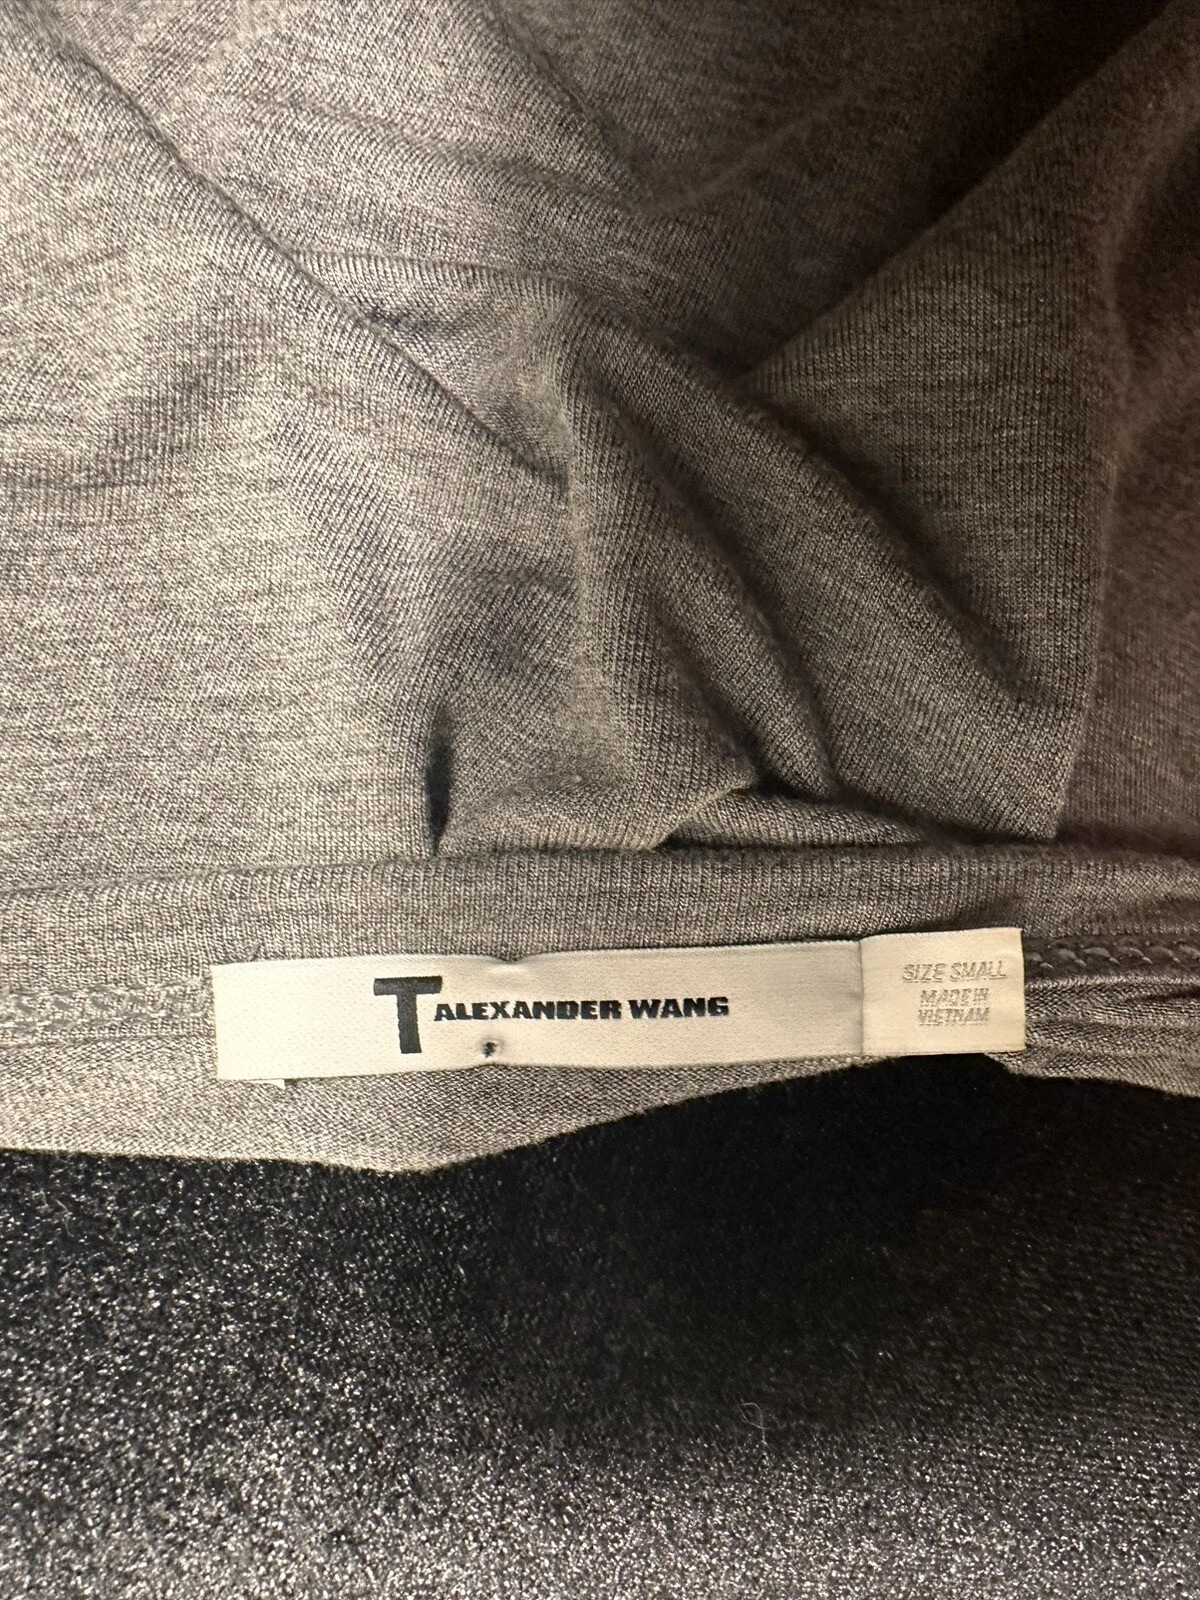 T ALEXANDER WANG
SIZE SMALL
MADE IN
VIETNAM